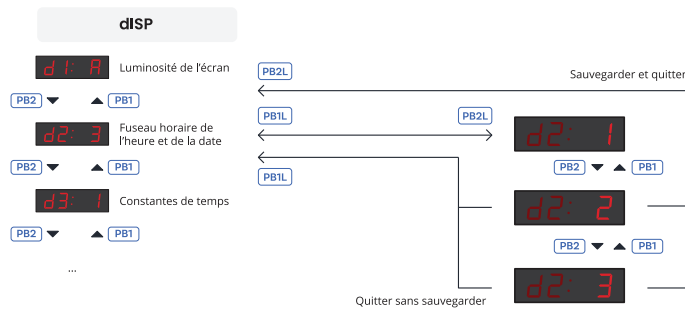 dISP
d1: A
Luminosité de l'écran
PB2L
Sauvegarder et quitter
PB2
PB1
PB1L
PB2L
d2: 3
Fuseau horaire de
l'heure et de la date
d2: 1
PB2
PB1
PB1L
PB2
PB1
d3: 1
Constantes de temps
d2: 2
PB2
PB1
PB2
PB1
...
d2: 3
Quitter sans sauvegarder